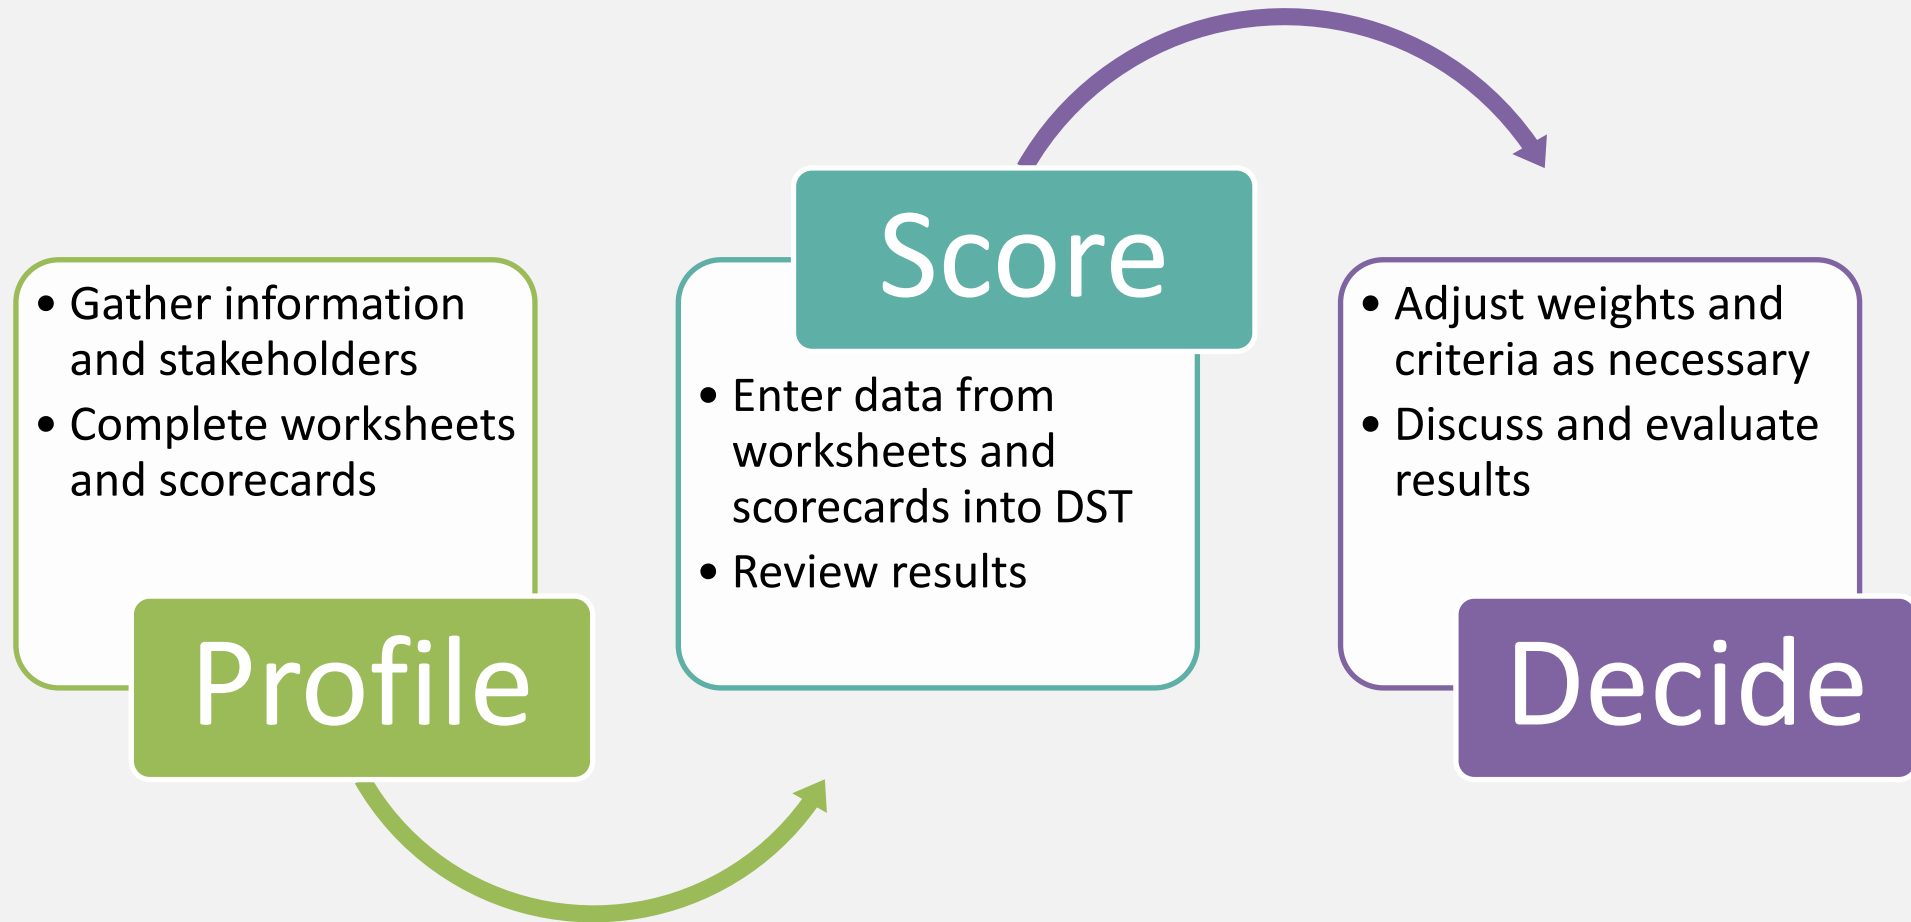 • Gather information
and stakeholders
• Complete worksheets
and scorecards
Profile
Score
• Enter data from
worksheets and
scorecards into DST
• Review results
• Adjust weights and
criteria as necessary
• Discuss and evaluate
results
Decide